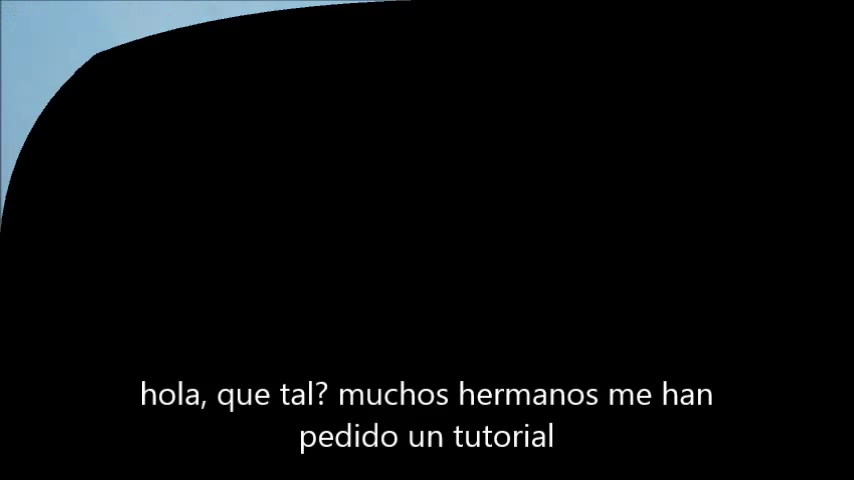 hola, que tal? muchos hermanos me han
pedido un tutorial